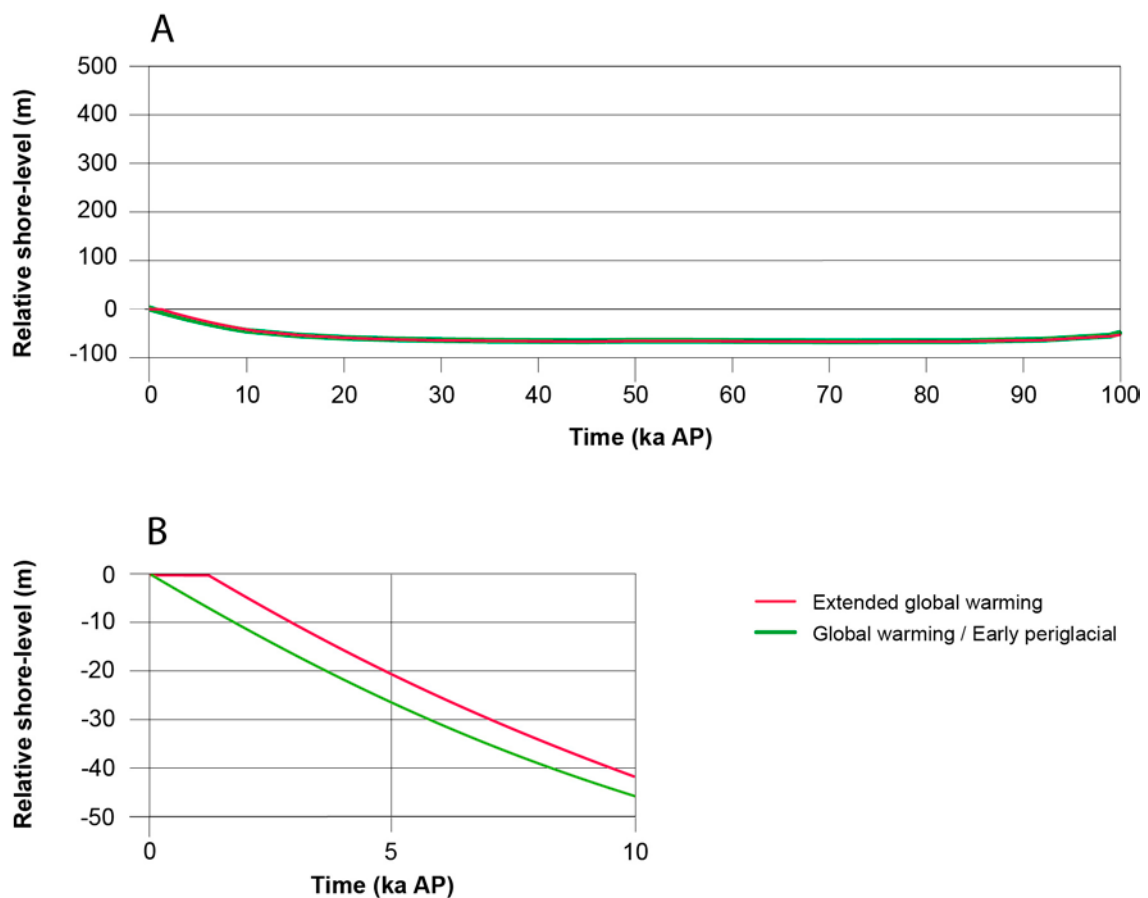 A
Relative shore-level (m)
500
400
300
200
100
0
-100
0 10 20 30 40 50 60 70 80 90 100
Time (ka AP)
B
Relative shore-level (m)
0
-10
-20
-30
-40
-50
0 5 10
Time (ka AP)
Extended global warming
Global warming / Early periglacial